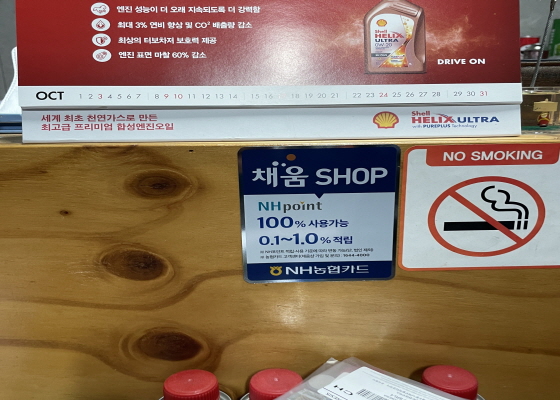 엔진 성능이 더 오래 지속되도록 더 강력함
최대 3% 연비 향상 및 CO² 배출량 감소
최상의 터보차저 보호력 제공
엔진 표면 마찰 60% 감소
Shell
HELIX
ULTRA
0W-20
DRIVE ON
OCT 1 2 3 4 5 6 7 8 9 10 11 12 13 14 15 16 17 18 19 20 21 22 23 24 25 26 27 28 29 30 31
세계 최초 천연가스로 만든
최고급 프리미엄 합성엔진오일
Shell
HELIX ULTRA
with PUREPLUS Technology
채움 SHOP
NHpoint
100% 사용가능
0.1~1.0% 적립
NH농협카드
NO SMOKING